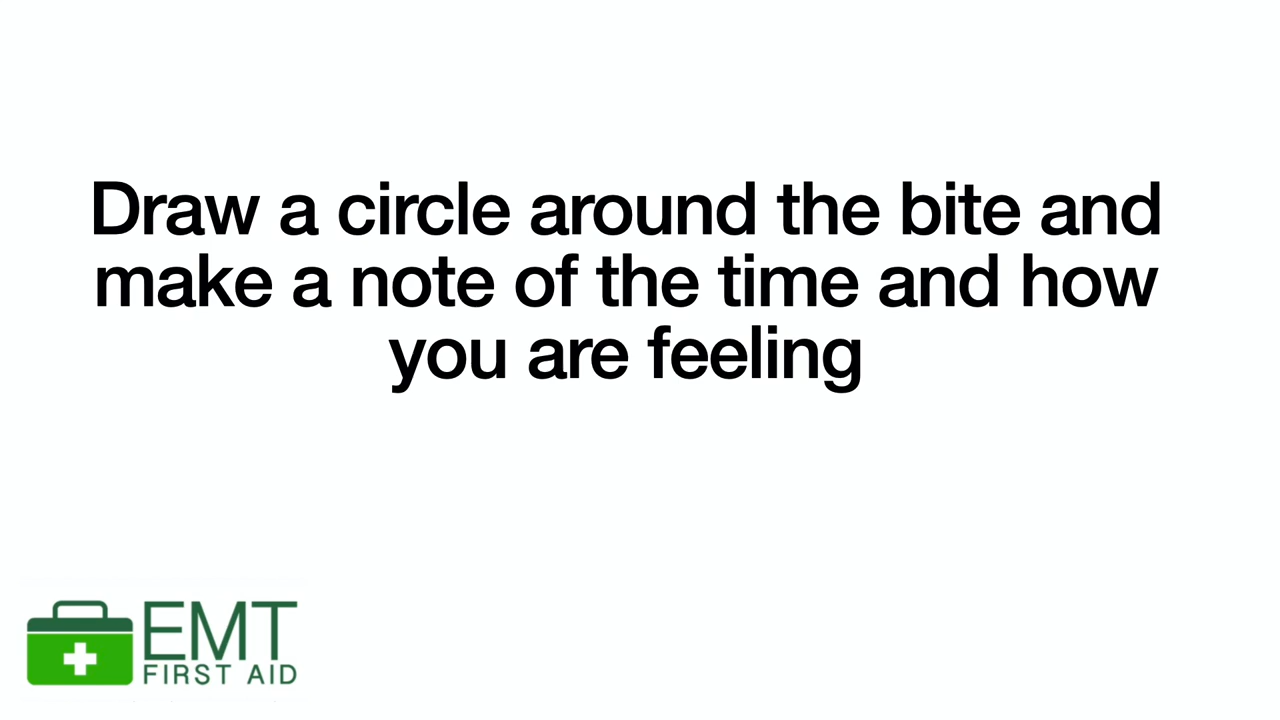 Draw a circle around the bite and
make a note of the time and how
you are feeling
EMT
FIRST AID